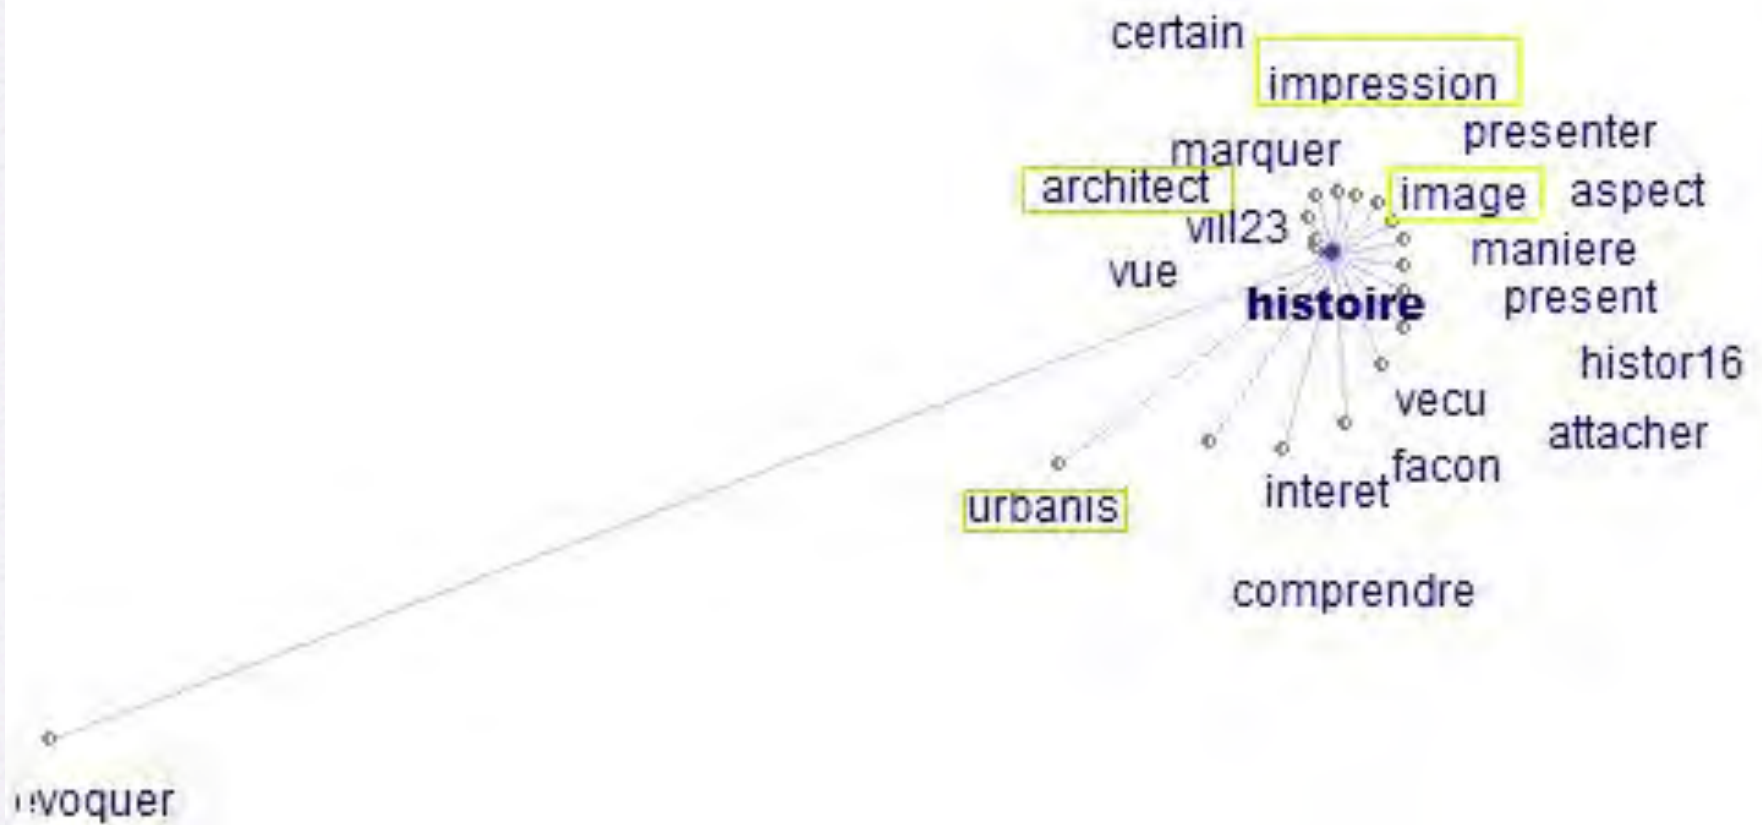 certain
impression
presenter
marquer
architect
image
aspect
vill23
maniere
vue
present
histoire
histor16
vecu
attacher
facon
interet
urbanis
comprendre